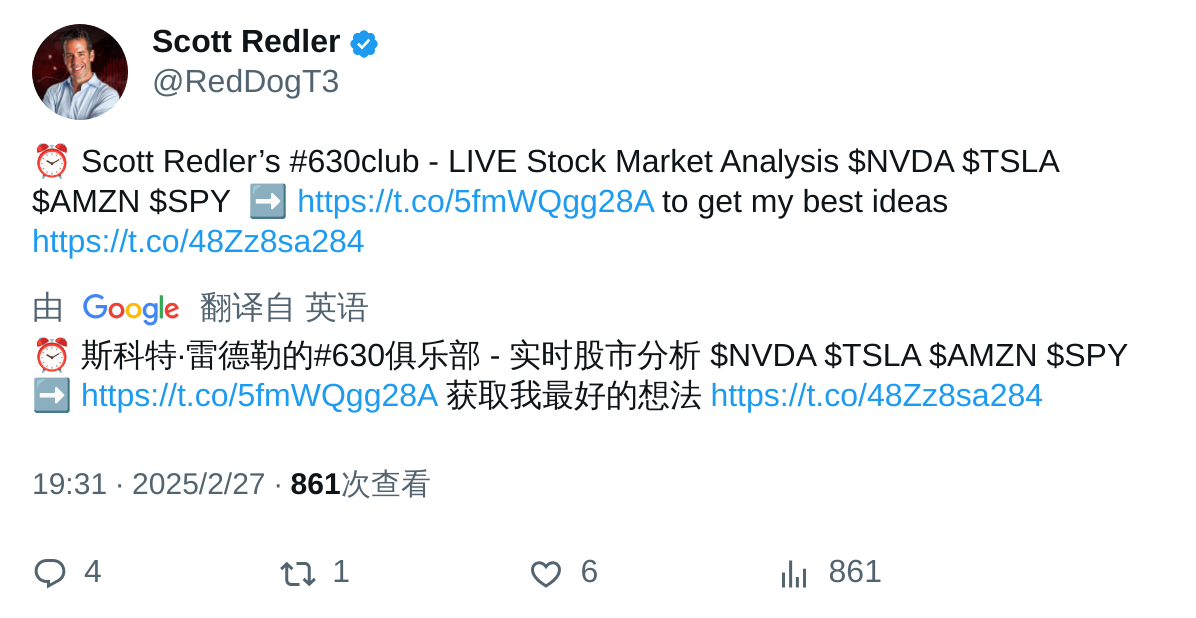 Scott Redler
@RedDogT3
⏰ Scott Redler’s #630club - LIVE Stock Market Analysis $NVDA $TSLA
$AMZN $SPY ➡️ https://t.co/5fmWQgg28A to get my best ideas
https://t.co/48Zz8sa284
由 Google 翻译自 英语
⏰ 斯科特·雷德勒的#630俱乐部 - 实时股市分析 $NVDA $TSLA $AMZN $SPY
➡️ https://t.co/5fmWQgg28A 获取我最好的想法 https://t.co/48Zz8sa284
19:31 · 2025/2/27 · 861次查看
4 1 6 861